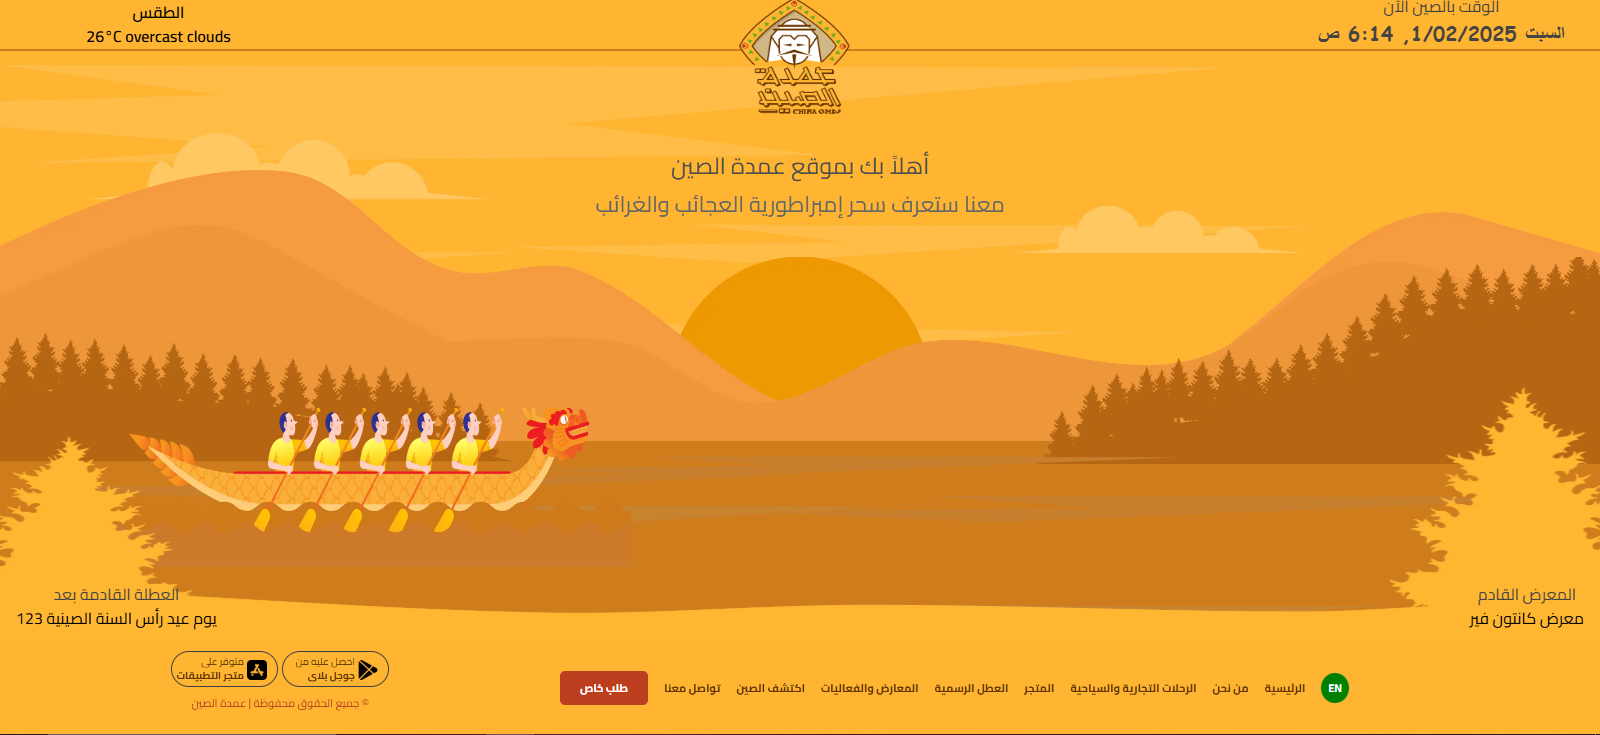 الوقت بالصين الآن
السبت 1/02/2025, 6:14 ص
عمدة
الصين
CHINA OMDA
الطقس
26°C overcast clouds
أهلاً بك بموقع عمدة الصين
معنا ستعرف سحر إمبراطورية العجائب والغرائب
المعرض القادم
معرض كانتون فير
العطلة القادمة بعد
يوم عيد رأس السنة الصينية 123
EN
الرئيسية
من نحن
الرحلات التجارية والسياحية
المتجر
العطل الرسمية
المعارض والفعاليات
اكتشف الصين
تواصل معنا
طلب خاص
احصل عليه من
جوجل بلاى
متوفر على
متجر التطبيقات
© جميع الحقوق محفوظة | عمدة الصين